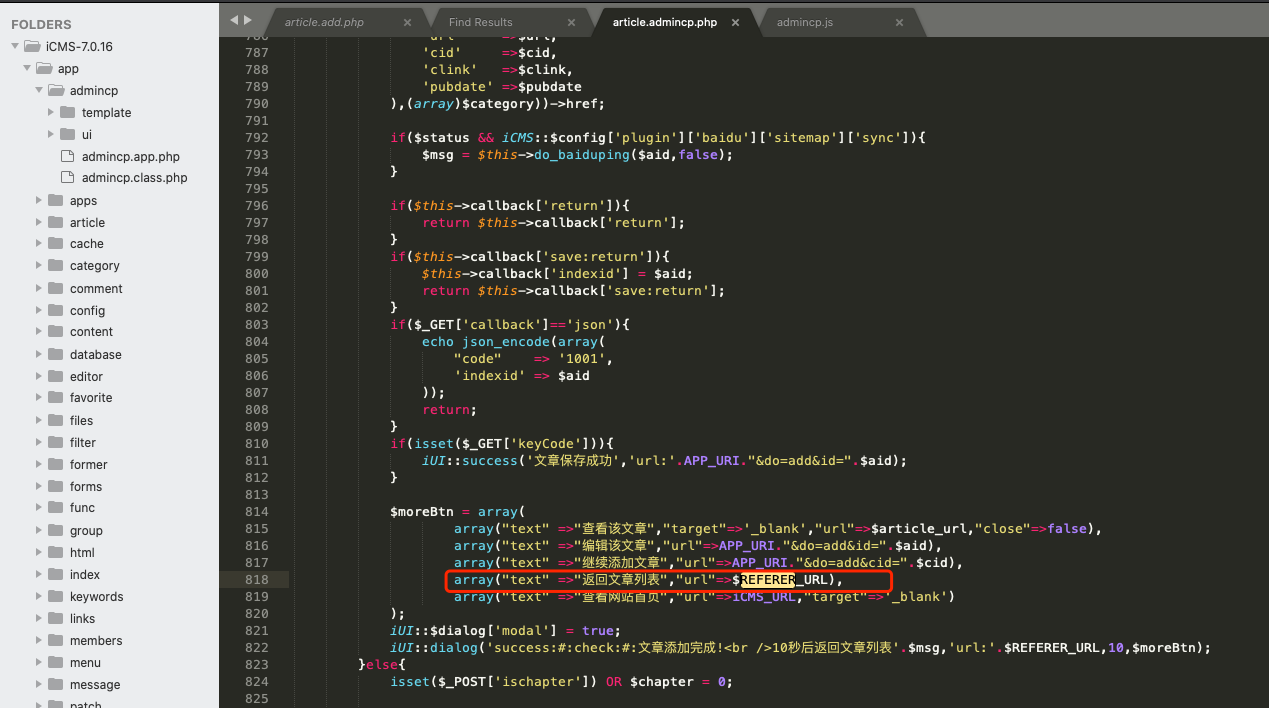 FOLDERS
iCMS-7.0.16
app
admincp
template
ui
admincp.app.php
admincp.class.php
apps
article
cache
category
comment
config
content
database
editor
favorite
files
filter
former
forms
func
group
html
index
keywords
links
members
menu
message
patch
article.add.php × Find Results × article.admincp.php × admincp.js ×
786 'url' =>$url,
787 'cid' =>$cid,
788 'clink' =>$clink,
789 'pubdate' =>$pubdate
790 ),(array)$category))->href;
791
792 if($status && iCMS::$config['plugin']['baidu']['sitemap']['sync']){
793 $msg = $this->do_baiduping($aid,false);
794 }
795
796 if($this->callback['return']){
797 return $this->callback['return'];
798 }
799 if($this->callback['save:return']){
800 $this->callback['indexid'] = $aid;
801 return $this->callback['save:return'];
802 }
803 if($_GET['callback']=='json'){
804 echo json_encode(array(
805 "code" => '1001',
806 'indexid' => $aid
807 ));
808 return;
809 }
810 if(isset($_GET['keyCode'])){
811 iUI::success('文章保存成功','url:'.APP_URI."&do=add&id=".$aid);
812 }
813
814 $moreBtn = array(
815 array("text" =>"查看该文章","target"=>'_blank',"url"=>$article_url,"close"=>false),
816 array("text" =>"编辑该文章","url"=>APP_URI."&do=add&id=".$aid),
817 array("text" =>"继续添加文章","url"=>APP_URI."&do=add&cid=".$cid),
818 array("text" =>"返回文章列表","url"=>$REFERER_URL),
819 array("text" =>"查看网站首页","url"=>iCMS_URL,"target"=>'_blank')
820 );
821 iUI::$dialog['modal'] = true;
822 iUI::dialog('success:#:check:#:文章添加完成!<br />10秒后返回文章列表'.$msg,'url:'.$REFERER_URL,10,$moreBtn);
823 }else{
824 isset($_POST['ischapter']) OR $chapter = 0;
825